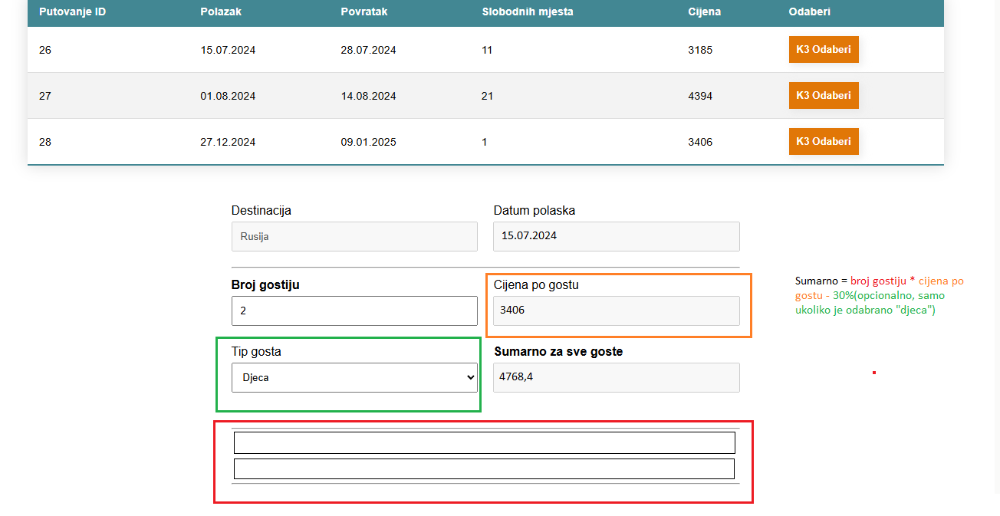 Putovanje ID Polazak Povratak Slobodnih mjesta Cijena Odaberi
26 15.07.2024 28.07.2024 11 3185 K3 Odaberi
27 01.08.2024 14.08.2024 21 4394 K3 Odaberi
28 27.12.2024 09.01.2025 1 3406 K3 Odaberi
Destinacija Datum polaska
Rusija 15.07.2024
Broj gostiju Cijena po gostu
2 3406
Tip gosta Sumarno za sve goste
Djeca 4768,4
Sumarno = broj gostiju * cijena po
gostu - 30%(opcionalno, samo
ukoliko je odabrano "djeca")